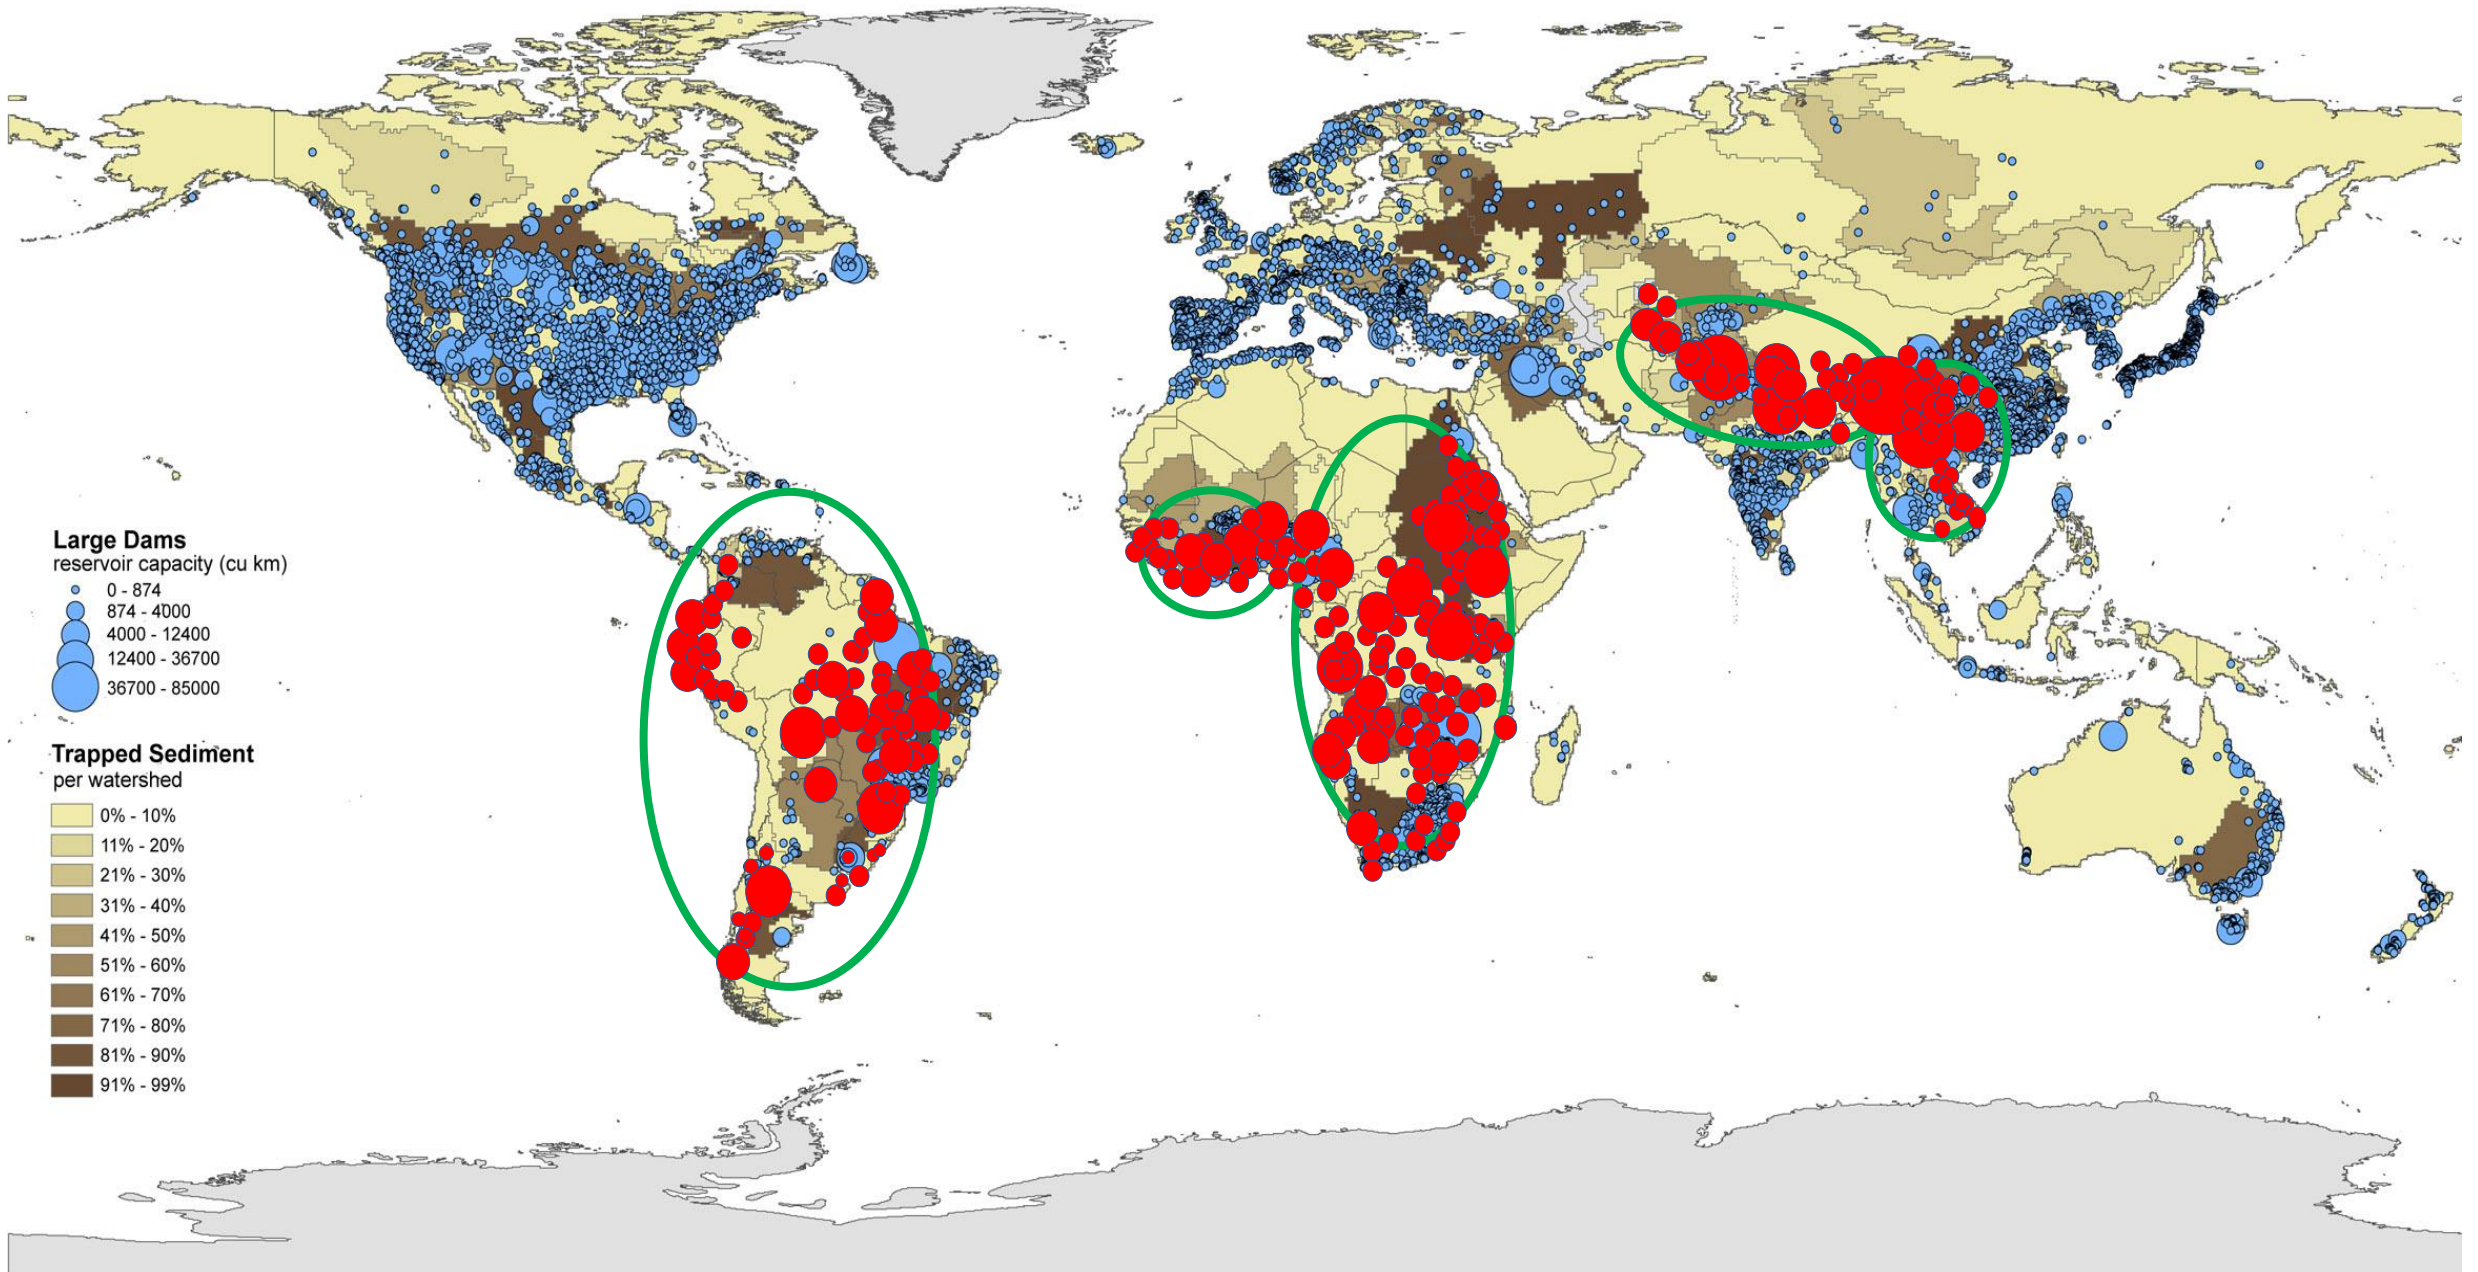 Large Dams
reservoir capacity (cu km)
0 - 874
874 - 4000
4000 - 12400
12400 - 36700
36700 - 85000
Trapped Sediment
per watershed
0% - 10%
11% - 20%
21% - 30%
31% - 40%
41% - 50%
51% - 60%
61% - 70%
71% - 80%
81% - 90%
91% - 99%